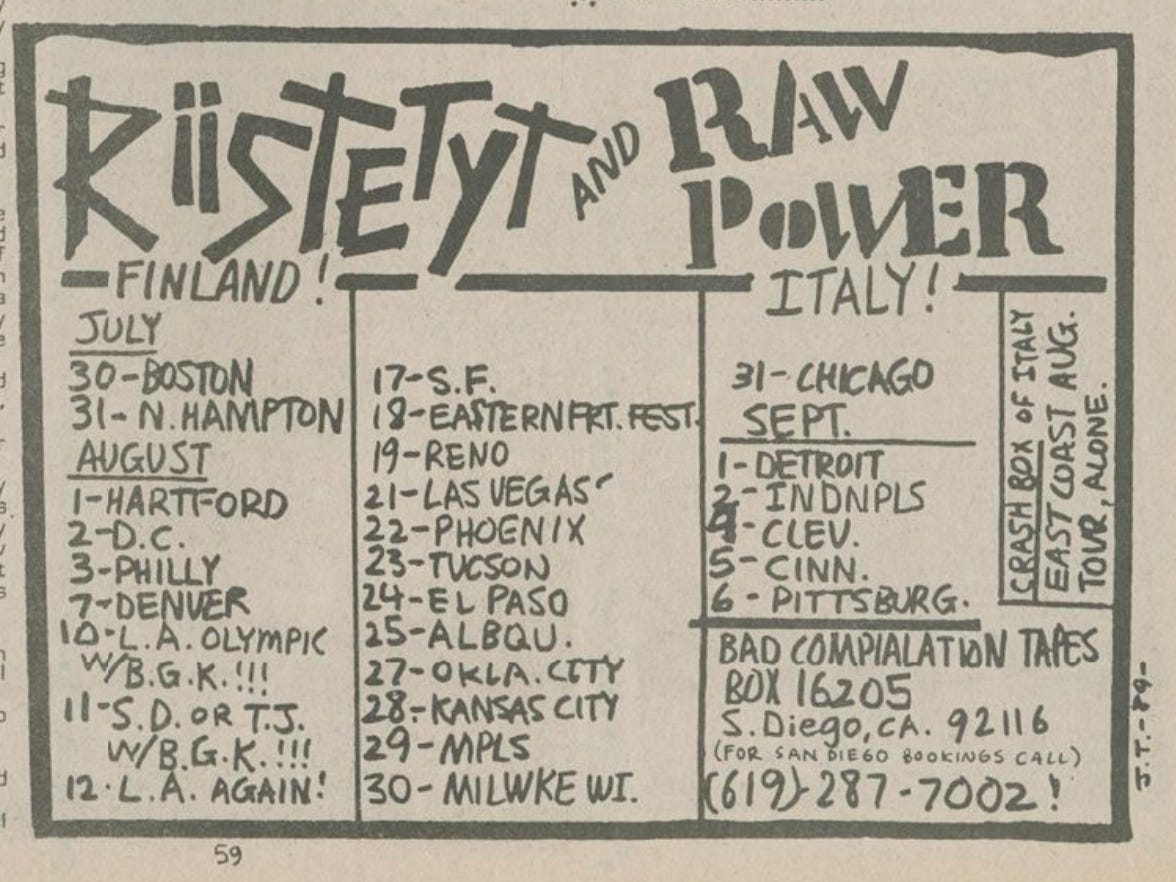 RiiSTETYT AND RAW POWER
FINLAND!
ITALY!
JULY
30-BOSTON
31-N. HAMPTON
AUGUST
1-HARTFORD
2-D.C.
3-PHILLY
7-DENVER
10-L.A. OLYMPIC
W/B.G.K.!!!
11-S.D. OR T.J.
W/B.G.K.!!!
12-L.A. AGAIN!
17-S.F.
18-EASTERN FRT. FEST.
19-RENO
21-LAS VEGAS
22-PHOENIX
23-TUCSON
24-EL PASO
25-ALBQU.
27-OKLA. CITY
28-KANSAS CITY
29-MPLS
30-MILWKE WI.
31-CHICAGO
SEPT.
1-DETROIT
2-INDNPLS
4-CLEV.
5-CINN.
6-PITTSBURG.
CRASH BOX OF ITALY
EAST COAST AUG.
TOUR, ALONE.
BAD COMPIALATION TAPES
BOX 16205
S. Diego, CA. 92116
(FOR SAN DIEGO BOOKINGS CALL)
(619)-287-7002!
59